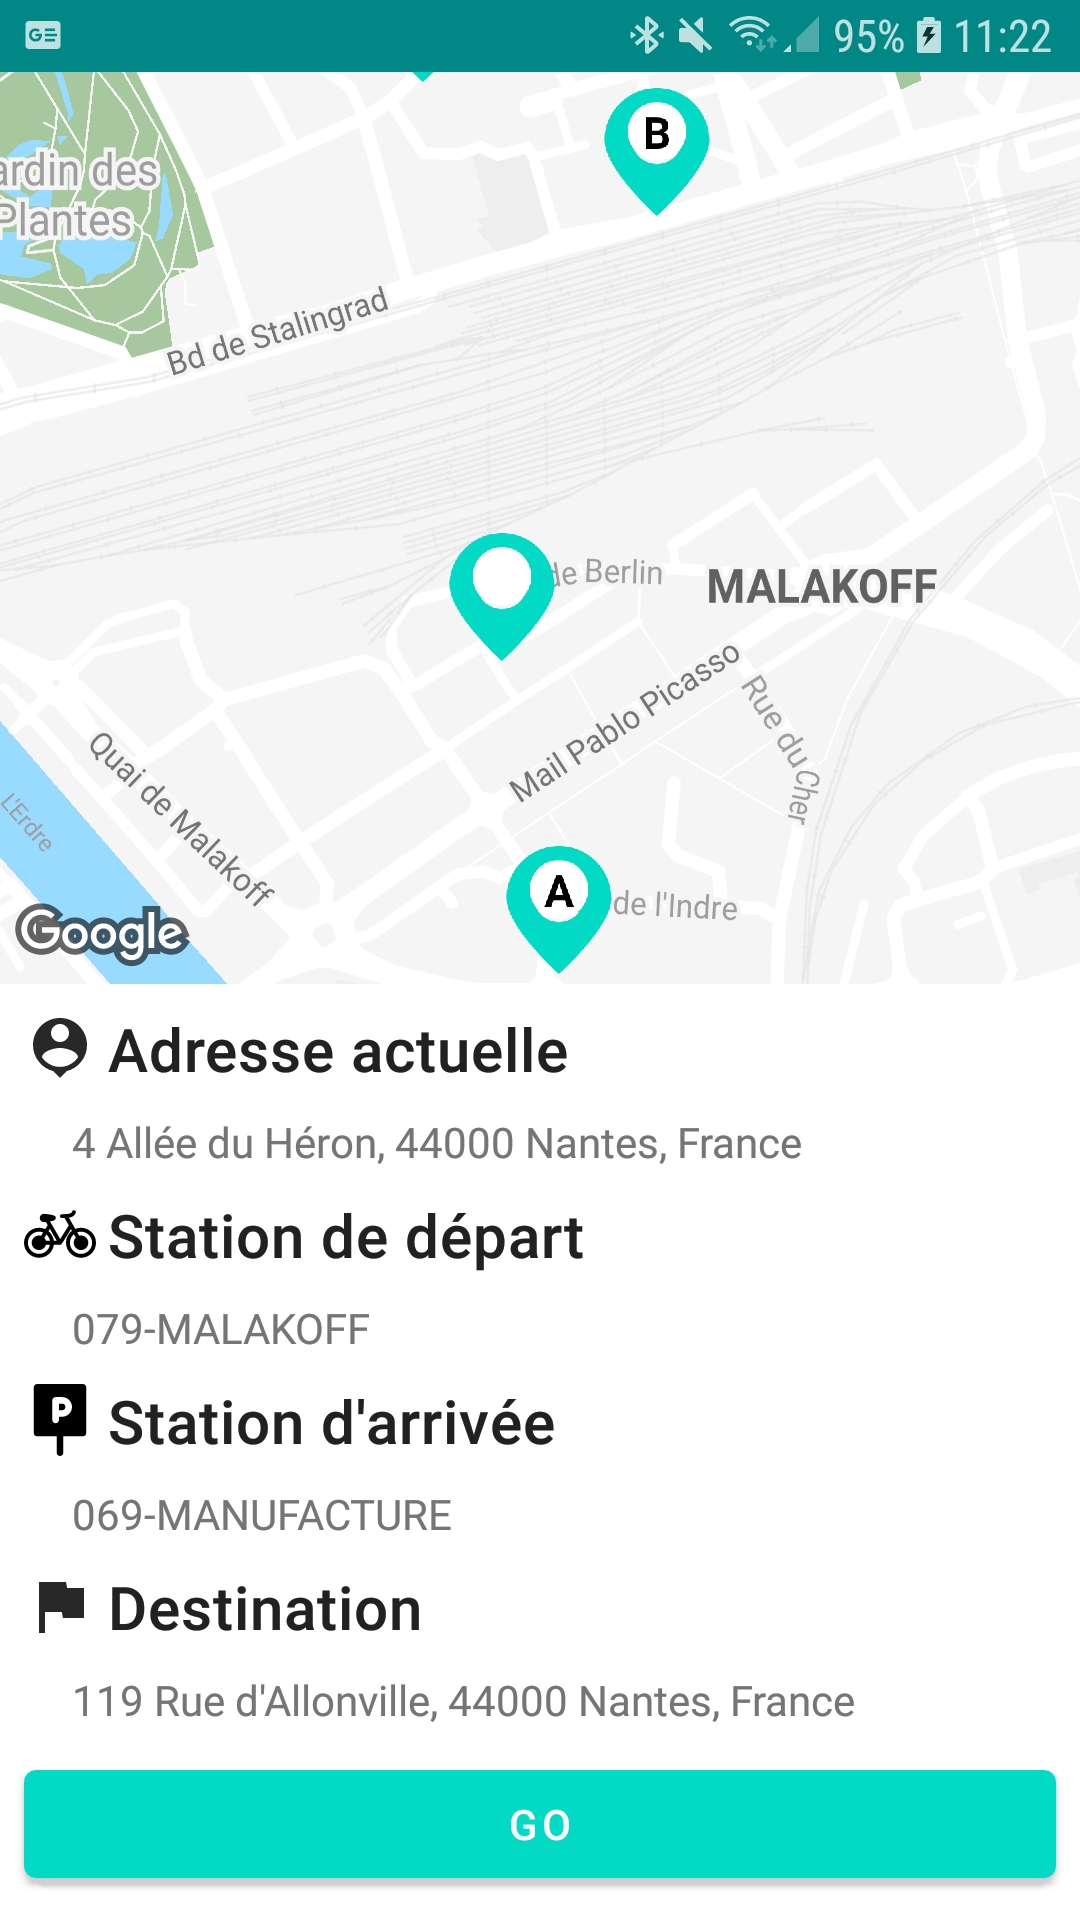 GE
95% 11:22
B
ardin des
Plantes
Bd de Stalingrad
de Berlin
MALAKOFF
Mail Pablo Picasso
Rue du Cher
Quai de Malakoff
L'Erdre
A
de l'Indre
Google
Adresse actuelle
4 Allée du Héron, 44000 Nantes, France
Station de départ
079-MALAKOFF
P
Station d'arrivée
069-MANUFACTURE
Destination
119 Rue d'Allonville, 44000 Nantes, France
GO